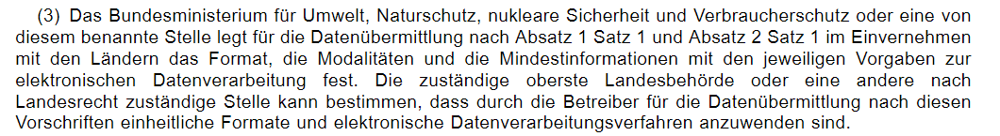 (3) Das Bundesministerium für Umwelt, Naturschutz, nukleare Sicherheit und Verbraucherschutz oder eine von
diesem benannte Stelle legt für die Datenübermittlung nach Absatz 1 Satz 1 und Absatz 2 Satz 1 im Einvernehmen
mit den Ländern das Format, die Modalitäten und die Mindestinformationen mit den jeweiligen Vorgaben zur
elektronischen Datenverarbeitung fest. Die zuständige oberste Landesbehörde oder eine andere nach
Landesrecht zuständige Stelle kann bestimmen, dass durch die Betreiber für die Datenübermittlung nach diesen
Vorschriften einheitliche Formate und elektronische Datenverarbeitungsverfahren anzuwenden sind.